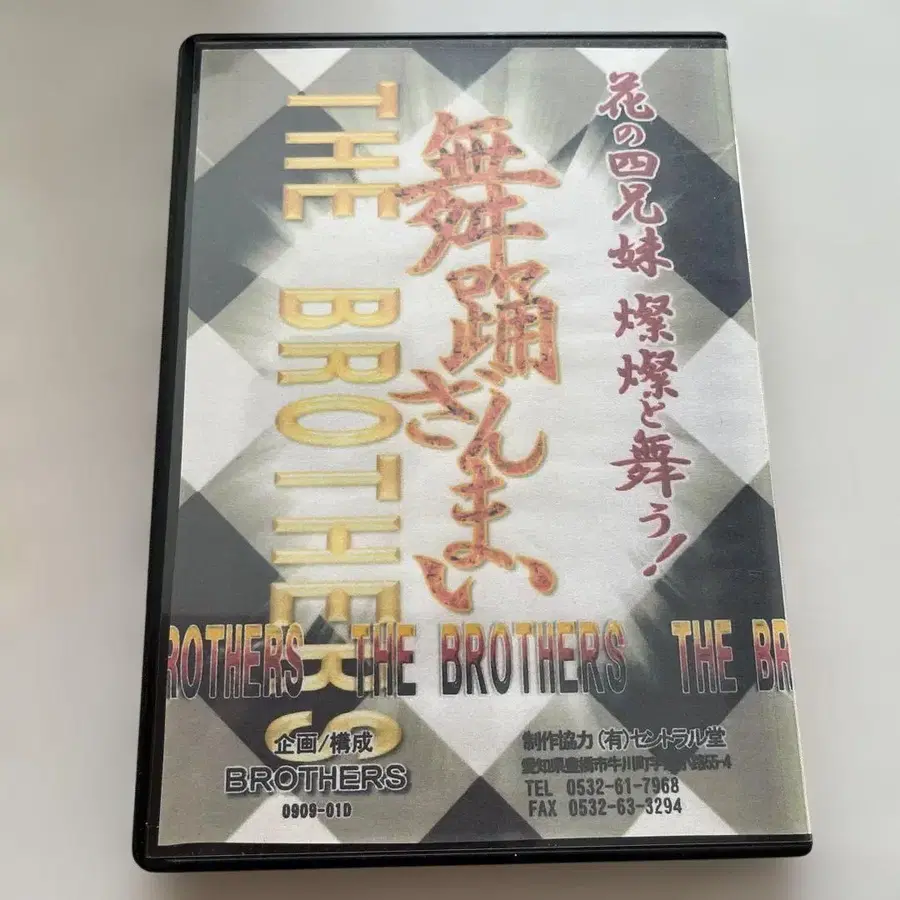 花の四兄妹 燦燦と舞う!
舞踊ざんまい
THE BROTHERS
ROTHERS THE BROTHERS THE BR
企画/構成
BROTHERS
0909-01D
制作協力 (有)セントラル堂
愛知県豊橋市牛川町字
55-4
TEL 0532-61-7968
FAX 0532-63-3294